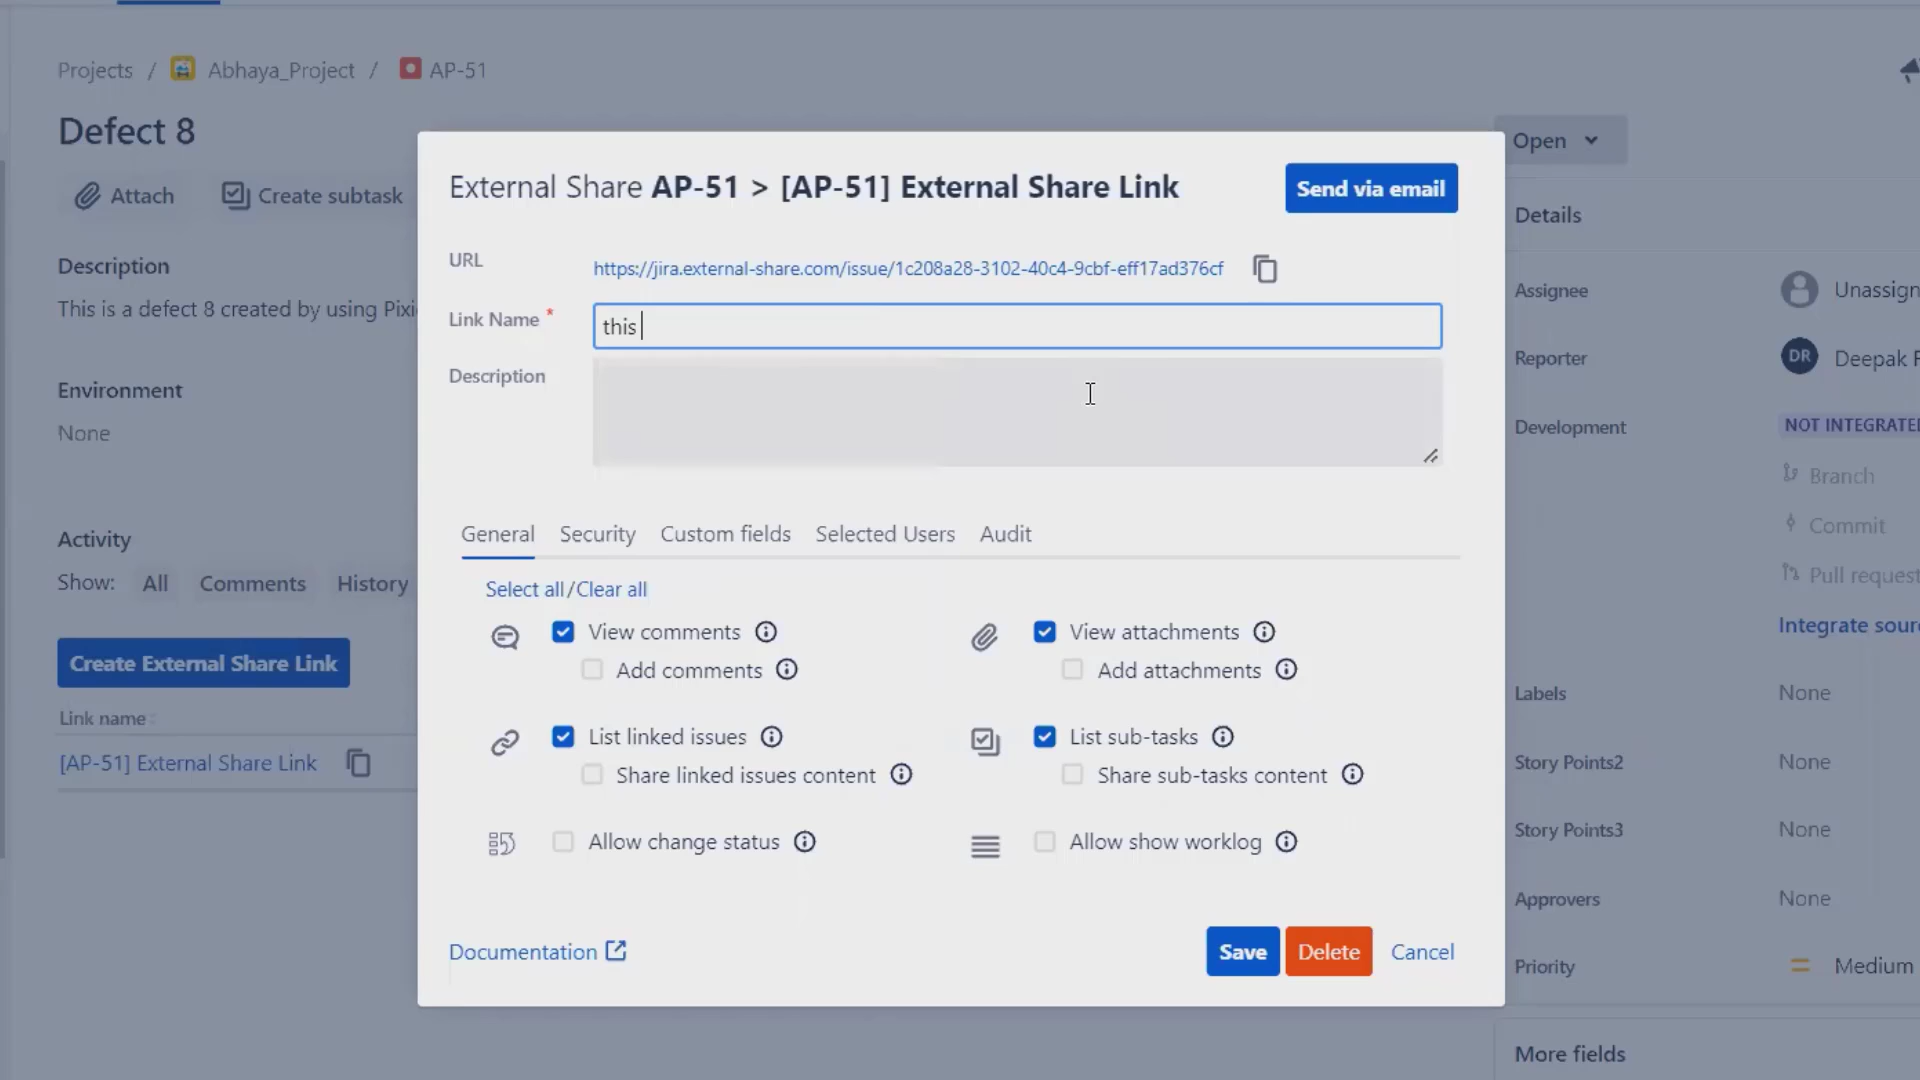 Projects / Abhaya_Project / AP-51
Defect 8
Attach
Create subtask
Description
This is a defect 8 created by using
Environment
None
Activity
Show: All Comments History
Create External Share Link
Link name
[AP-51] External Share Link
External Share AP-51 > [AP-51] External Share Link
Send via email
URL
https://jira.external-share.com/issue/1c208a28-3102-40c4-9cbf-eff17ad376cf
Link Name *
this
Description
General Security Custom fields Selected Users Audit
Select all/Clear all
View comments
View attachments
Add comments
Add attachments
List linked issues
List sub-tasks
Share linked issues content
Share sub-tasks content
Allow change status
Allow show worklog
Documentation
Save
Delete
Cancel
Open
Details
Assignee
Unassign
Reporter
DR
Deepak
Development
NOT INTEGRATED
Branch
Commit
Pull request
Integrate sour
Labels
None
Story Points2
None
Story Points3
None
Approvers
None
Priority
Medium
More fields